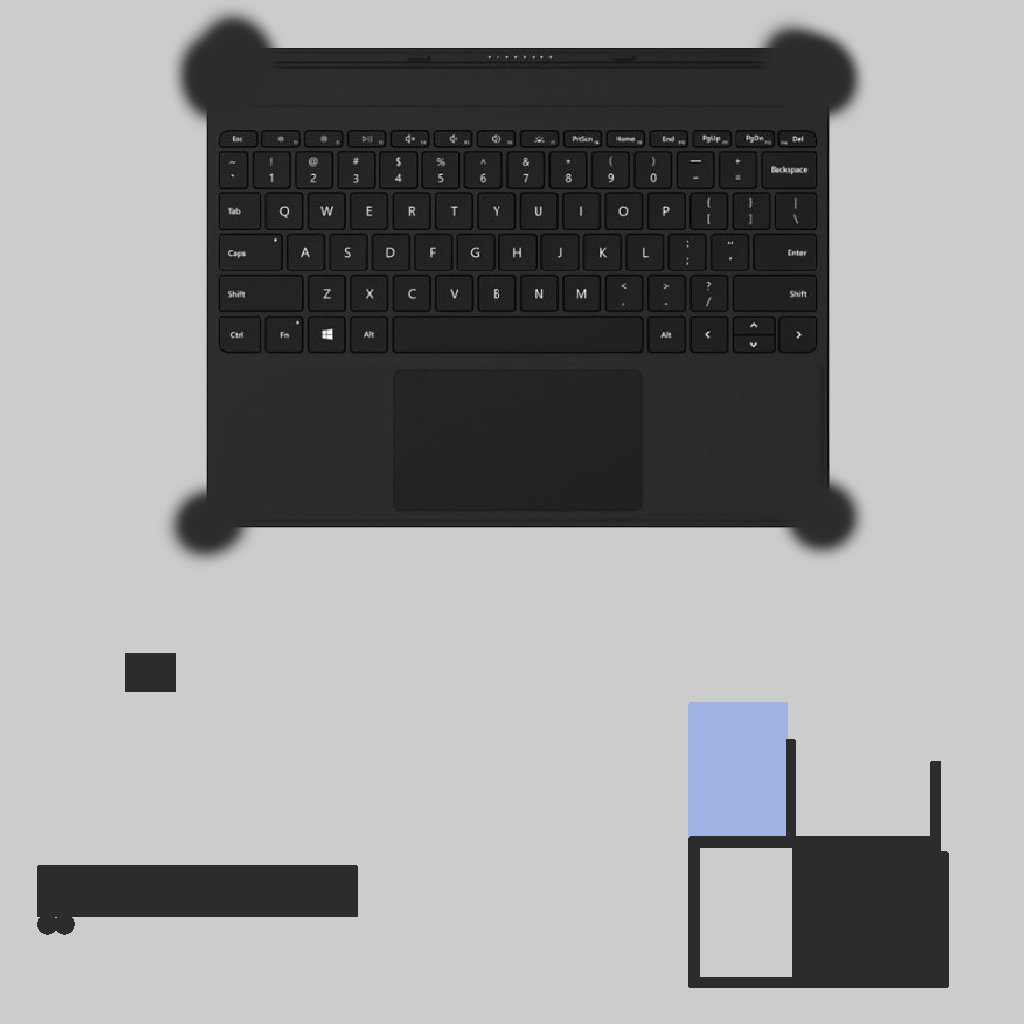 Esc PrtScn Home End PgUp PgDn Del
~ ! @ # $ % ^ & * ( ) — +
` 1 2 3 4 5 6 7 8 9 0 - = Backspace
Tab Q W E R T Y U I O P { [ } ] | \
Caps A S D F G H J K L : ; " ' Enter
Shift Z X C V B N M < , > . ? / Shift
Ctrl Fn Alt Alt < ^ v >